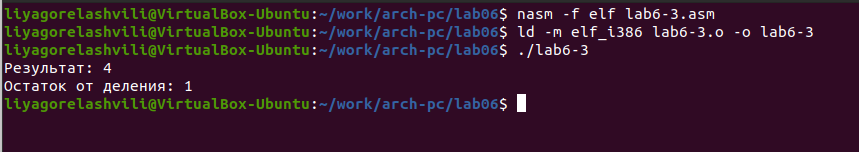 liyagorelashvili@VirtualBox-Ubuntu:~/work/arch-pc/lab06$ nasm -f elf lab6-3.asm
liyagorelashvili@VirtualBox-Ubuntu:~/work/arch-pc/lab06$ ld -m elf_i386 lab6-3.o -o lab6-3
liyagorelashvili@VirtualBox-Ubuntu:~/work/arch-pc/lab06$ ./lab6-3
Результат: 4
Остаток от деления: 1
liyagorelashvili@VirtualBox-Ubuntu:~/work/arch-pc/lab06$